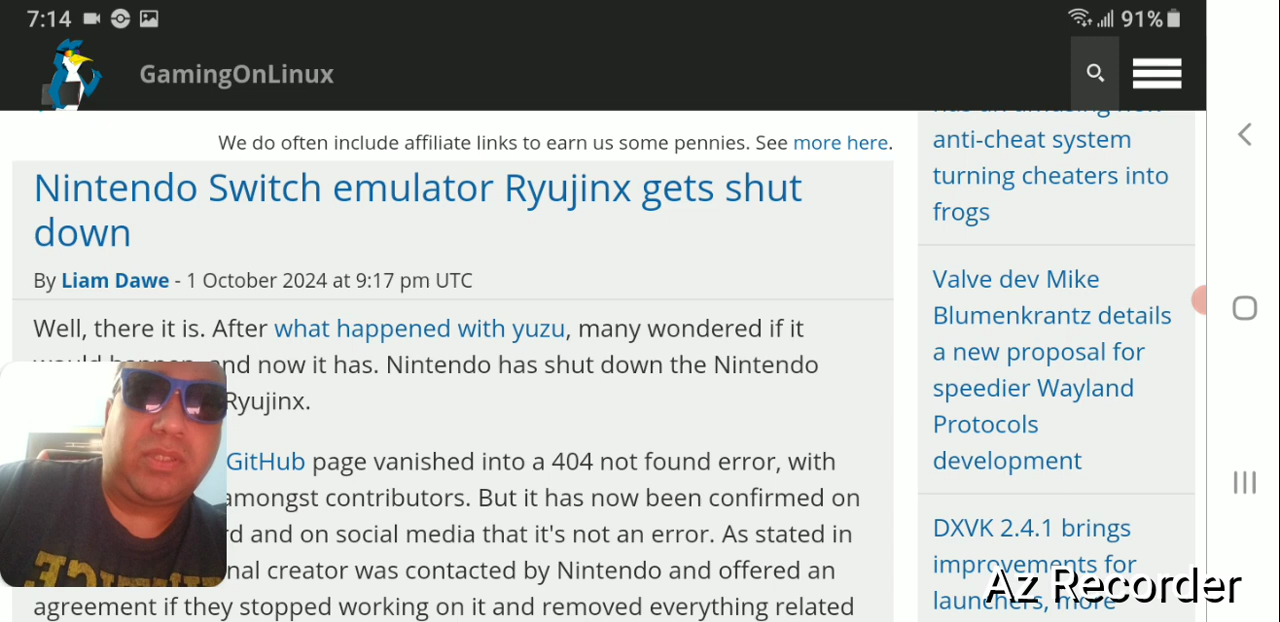 7:14
91%
GamingOnLinux
We do often include affiliate links to earn us some pennies. See more here.
Nintendo Switch emulator Ryujinx gets shut
down
By Liam Dawe - 1 October 2024 at 9:17 pm UTC
Well, there it is. After what happened with yuzu, many wondered if it
would happen, and now it has. Nintendo has shut down the Nintendo
Ryujinx.
GitHub page vanished into a 404 not found error, with
amongst contributors. But it has now been confirmed on
and on social media that it's not an error. As stated in
creator was contacted by Nintendo and offered an
agreement if they stopped working on it and removed everything related
anti-cheat system
turning cheaters into
frogs
Valve dev Mike
Blumenkrantz details
a new proposal for
speedier Wayland
Protocols
development
DXVK 2.4.1 brings
improvements for
launchers, more
Az Recorder